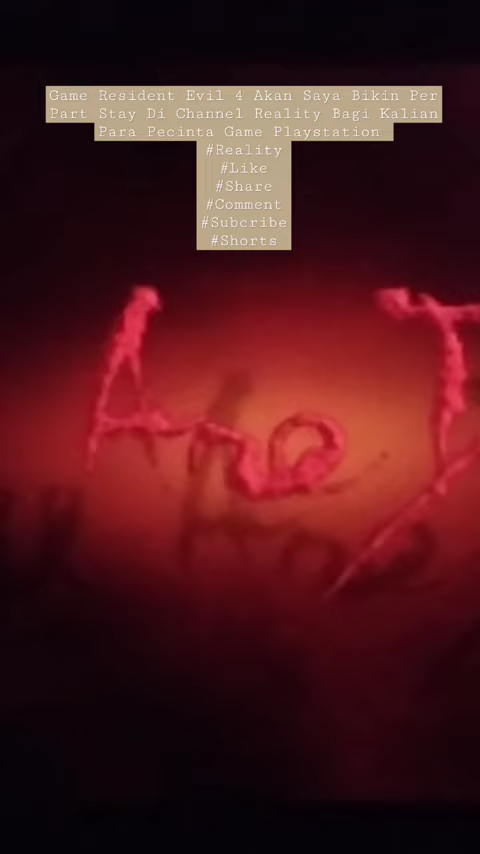 Game Resident Evil 4 Akan Saya Bikin Per
Part Stay Di Channel Reality Bagi Kalian
Para Pecinta Game Playstation
#Reality
#Like
#Share
#Comment
#Subcribe
#Shorts